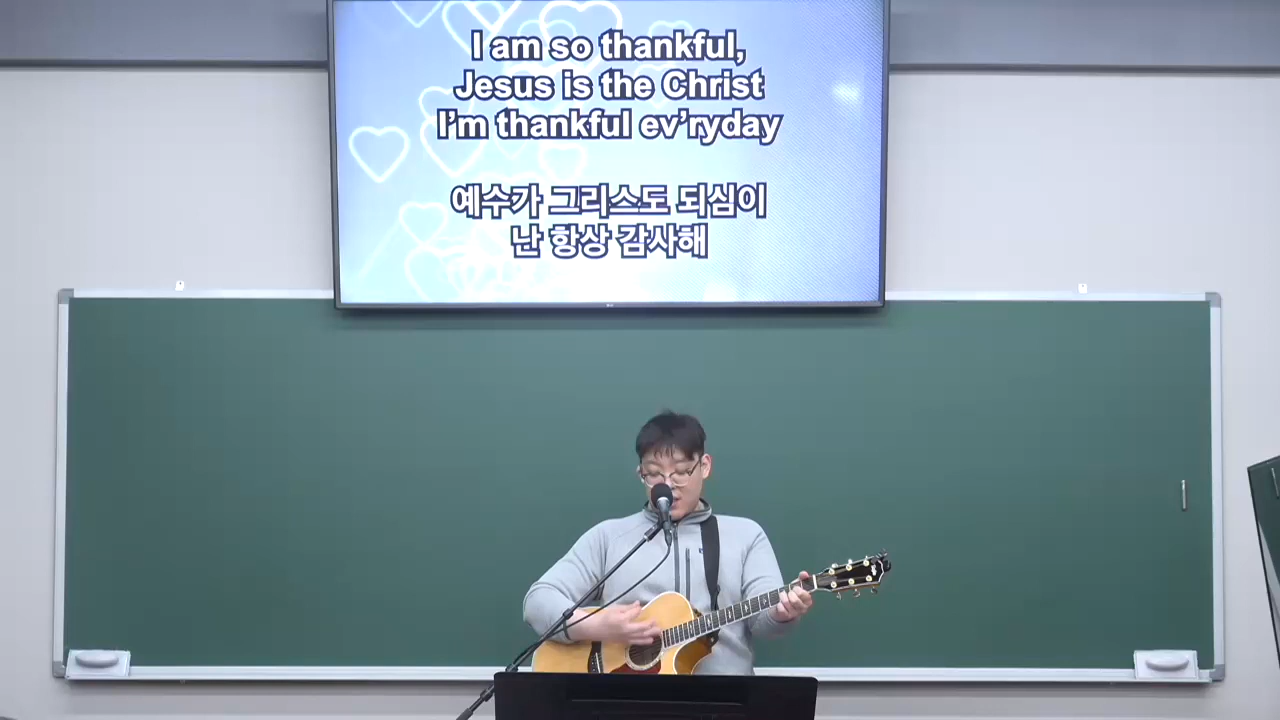 I am so thankful,
Jesus is the Christ
I'm thankful ev'ryday
예수가 그리스도 되심이
난 항상 감사해